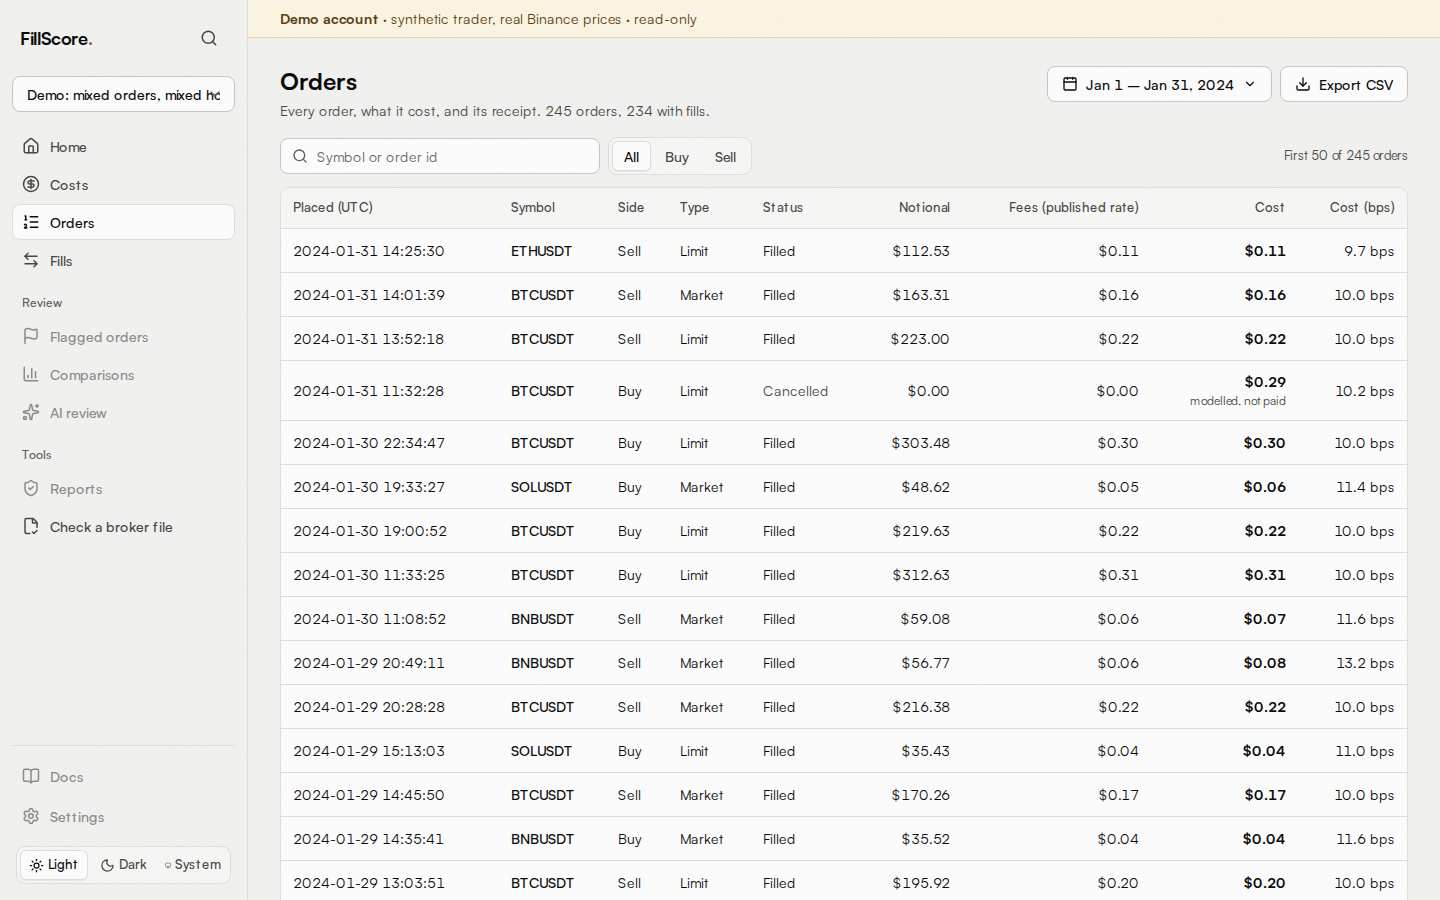 FillScore.
Demo: mixed orders, mixed ho
Home
Costs
Orders
Fills
Review
Flagged orders
Comparisons
AI review
Tools
Reports
Check a broker file
Docs
Settings
Light Dark System
Demo account · synthetic trader, real Binance prices · read-only
Orders
Jan 1 — Jan 31, 2024
Export CSV
Every order, what it cost, and its receipt. 245 orders, 234 with fills.
Symbol or order id
All Buy Sell
First 50 of 245 orders
Placed (UTC) Symbol Side Type Status Notional Fees (published rate) Cost Cost (bps)
2024-01-31 14:25:30 ETHUSDT Sell Limit Filled $112.53 $0.11 $0.11 9.7 bps
2024-01-31 14:01:39 BTCUSDT Sell Market Filled $163.31 $0.16 $0.16 10.0 bps
2024-01-31 13:52:18 BTCUSDT Sell Limit Filled $223.00 $0.22 $0.22 10.0 bps
2024-01-31 11:32:28 BTCUSDT Buy Limit Cancelled $0.00 $0.00 $0.29 10.2 bps
modelled, not paid
2024-01-30 22:34:47 BTCUSDT Buy Limit Filled $303.48 $0.30 $0.30 10.0 bps
2024-01-30 19:33:27 SOLUSDT Buy Market Filled $48.62 $0.05 $0.06 11.4 bps
2024-01-30 19:00:52 BTCUSDT Buy Limit Filled $219.63 $0.22 $0.22 10.0 bps
2024-01-30 11:33:25 BTCUSDT Buy Limit Filled $312.63 $0.31 $0.31 10.0 bps
2024-01-30 11:08:52 BNBUSDT Sell Market Filled $59.08 $0.06 $0.07 11.6 bps
2024-01-29 20:49:11 BNBUSDT Sell Market Filled $56.77 $0.06 $0.08 13.2 bps
2024-01-29 20:28:28 BTCUSDT Sell Market Filled $216.38 $0.22 $0.22 10.0 bps
2024-01-29 15:13:03 SOLUSDT Buy Limit Filled $35.43 $0.04 $0.04 11.0 bps
2024-01-29 14:45:50 BTCUSDT Sell Market Filled $170.26 $0.17 $0.17 10.0 bps
2024-01-29 14:35:41 BNBUSDT Buy Market Filled $35.52 $0.04 $0.04 11.6 bps
2024-01-29 13:03:51 BTCUSDT Sell Limit Filled $195.92 $0.20 $0.20 10.0 bps